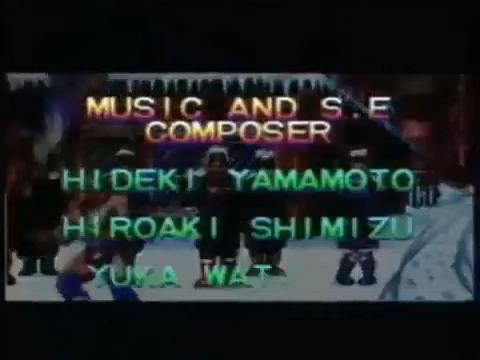 MUSIC AND S.E
COMPOSER
HIDEKI YAMAMOTO
HIROAKI SHIMIZU
YUKA WAT